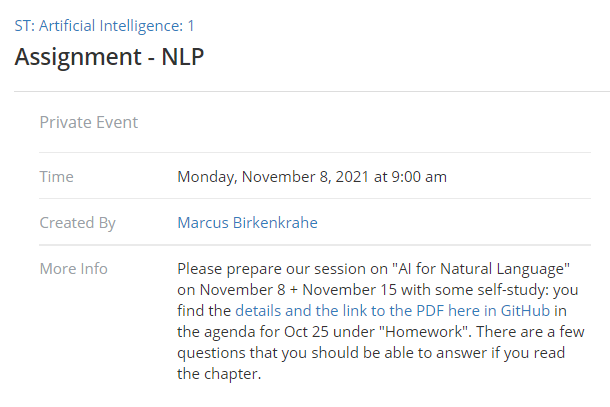 ST: Artificial Intelligence: 1
Assignment - NLP
Private Event
Time Monday, November 8, 2021 at 9:00 am
Created By Marcus Birkenkrahe
More Info Please prepare our session on "AI for Natural Language"
on November 8 + November 15 with some self-study: you
find the details and the link to the PDF here in GitHub in
the agenda for Oct 25 under "Homework". There are a few
questions that you should be able to answer if you read
the chapter.